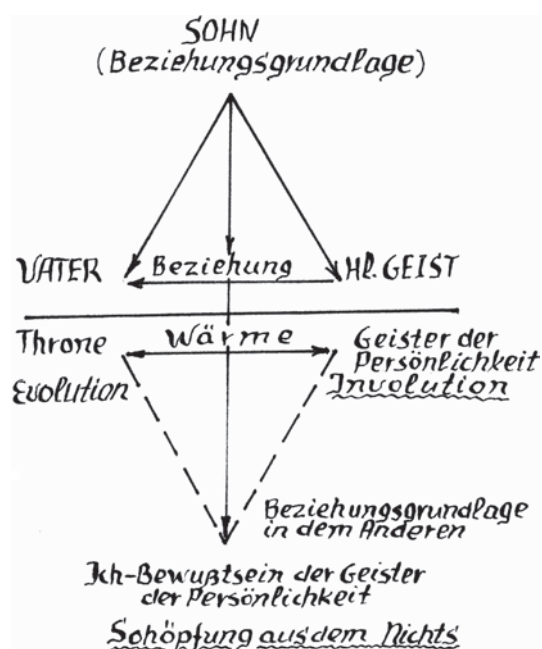 SOHN
(Beziehungsgrundlage)
VATER Beziehung Hl. GEIST
Throne Wärme Geister der
Persönlichkeit
Evolution Involution
Beziehungsgrundlage
in dem Anderen
Ich-Bewußtsein der Geister
der Persönlichkeit
Schöpfung aus dem Nichts